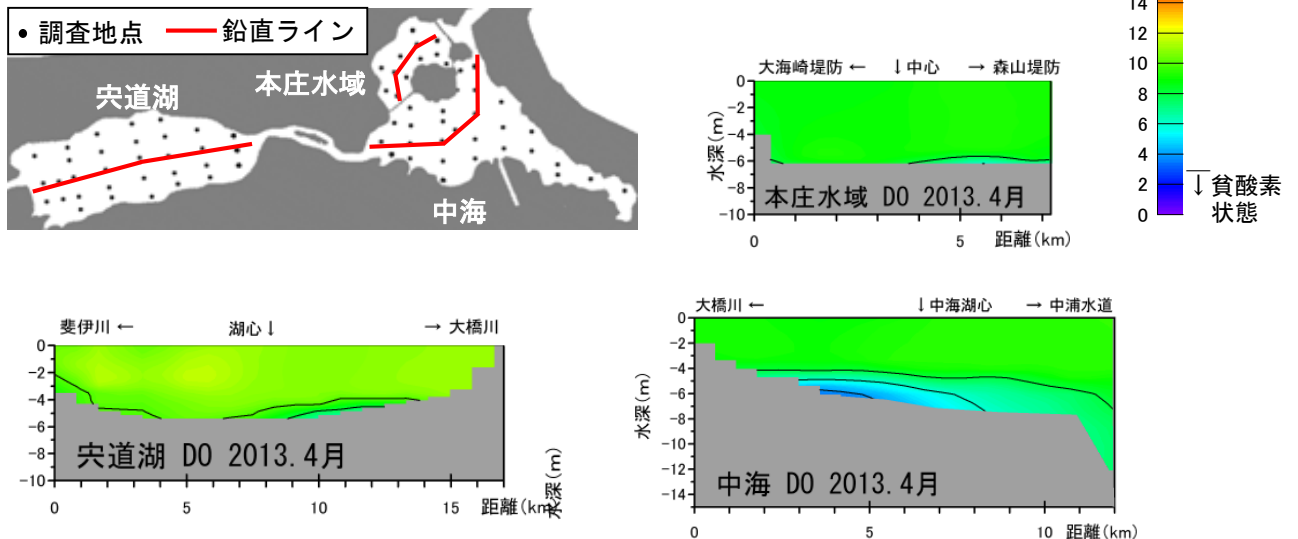 ・調査地点 ━鉛直ライン
宍道湖
本庄水域
中海
大海崎堤防 ← ↓中心 → 森山堤防
水深(m)
0
-2
-4
-6
-8
-10
本庄水域 DO 2013.4月
0 5 距離(km)
14
12
10
8
6
4
2
0
↓貧酸素
状態
斐伊川 ← 湖心↓ → 大橋川
0
-2
-4
-6
-8
-10
水深(m)
宍道湖 DO 2013.4月
0 5 10 15 距離(km)
大橋川 ← ↓中海湖心 → 中浦水道
水深(m)
0
-2
-4
-6
-8
-10
-12
-14
中海 DO 2013.4月
0 5 10 距離(km)